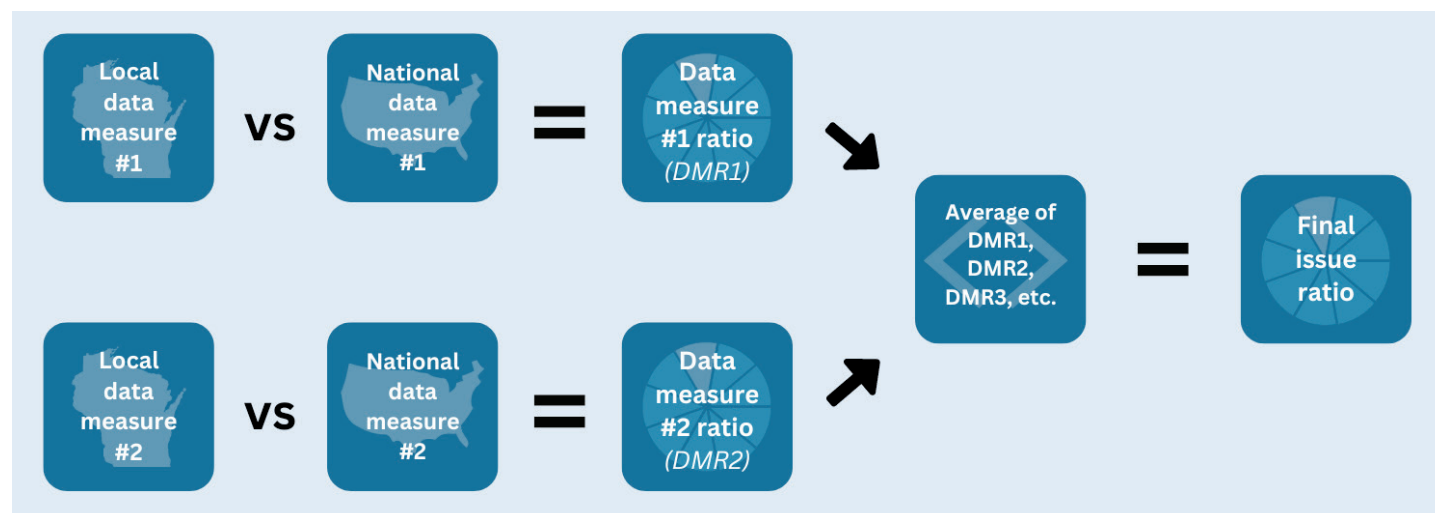 Local
data
measure
#1
vs
National
data
measure
#1
=
Data
measure
#1 ratio
(DMR1)
Local
data
measure
#2
vs
National
data
measure
#2
=
Data
measure
#2 ratio
(DMR2)
Average of
DMR1,
DMR2,
DMR3, etc.
=
Final
issue
ratio